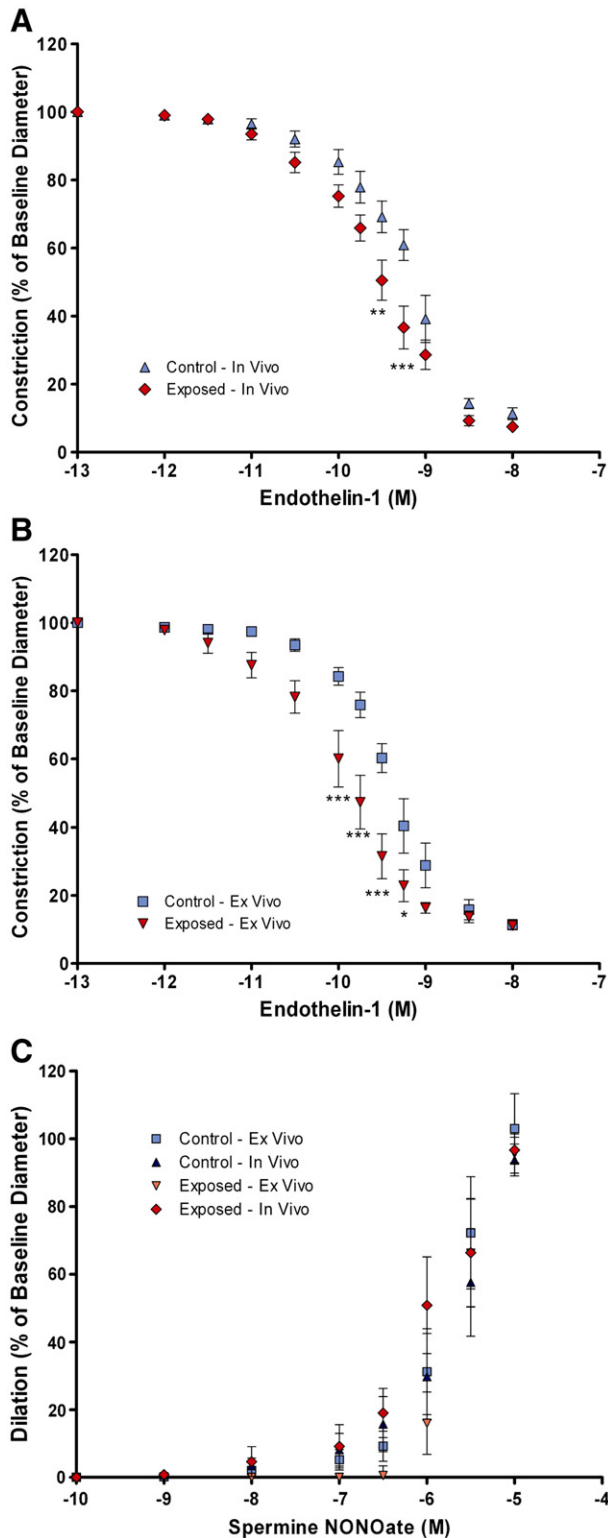 A
Constriction (% of Baseline Diameter)
120
100
80
60
40
20
0
**
***
Control - In Vivo
Exposed - In Vivo
-13
-12
-11
-10
-9
-8
-7
Endothelin-1 (M)
B
Constriction (% of Baseline Diameter)
120
100
80
60
40
20
0
***
***
***
*
Control - Ex Vivo
Exposed - Ex Vivo
-13
-12
-11
-10
-9
-8
-7
Endothelin-1 (M)
C
Dilation (% of Baseline Diameter)
120
100
80
60
40
20
0
Control - Ex Vivo
Control - In Vivo
Exposed - Ex Vivo
Exposed - In Vivo
-10
-9
-8
-7
-6
-5
-4
Spermine NONOate (M)